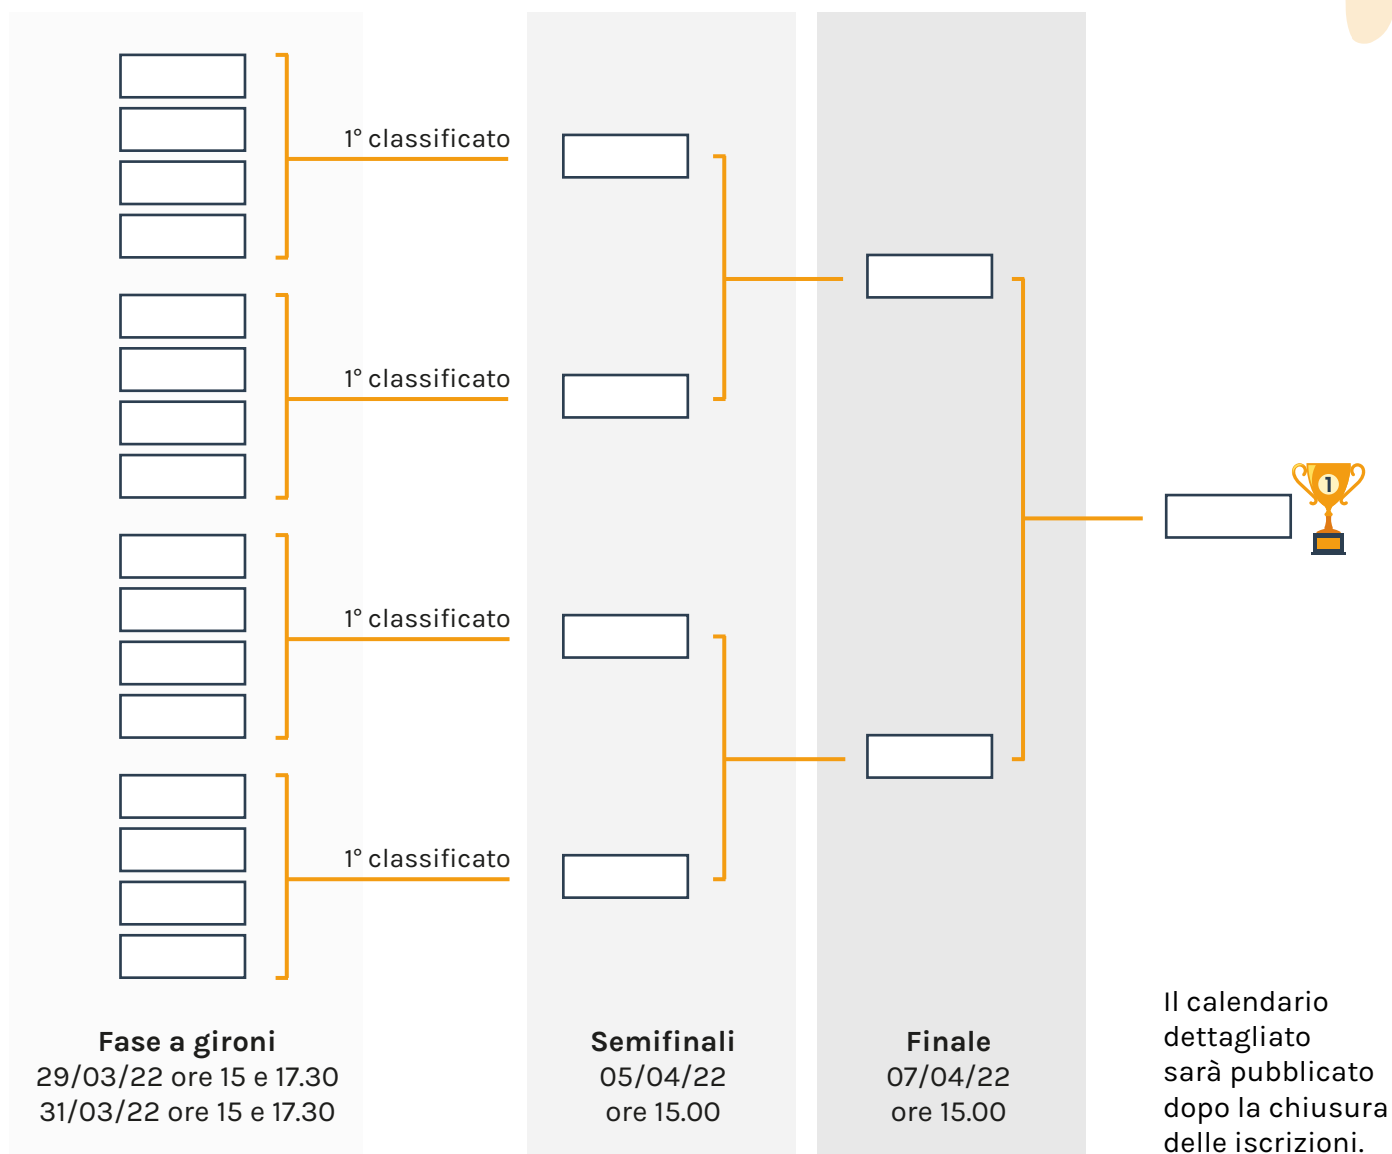 1° classificato
1° classificato
1° classificato
1° classificato
1
Fase a gironi
29/03/22 ore 15 e 17.30
31/03/22 ore 15 e 17.30
Semifinali
05/04/22
ore 15.00
Finale
07/04/22
ore 15.00
Il calendario
dettagliato
sarà pubblicato
dopo la chiusura
delle iscrizioni.